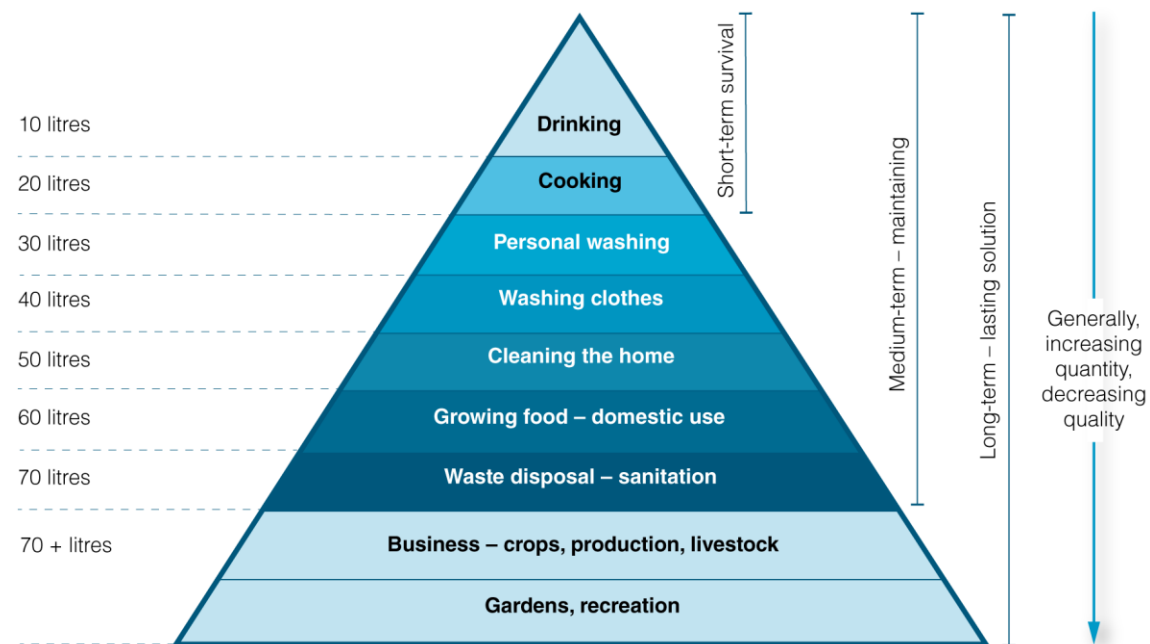 10 litres
Drinking
20 litres
Cooking
30 litres
Personal washing
40 litres
Washing clothes
50 litres
Cleaning the home
60 litres
Growing food – domestic use
70 litres
Waste disposal – sanitation
70 + litres
Business – crops, production, livestock
Gardens, recreation
Short-term survival
Medium-term – maintaining
Long-term – lasting solution
Generally,
increasing
quantity,
decreasing
quality